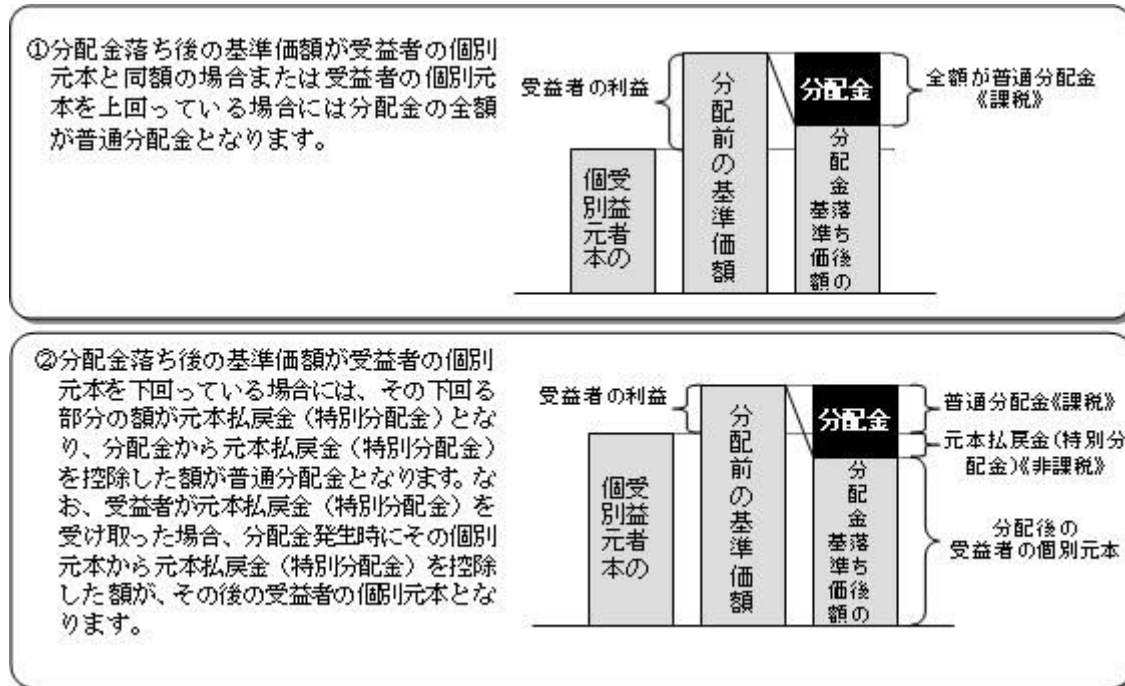 ①分配金落ち後の基準価額が受益者の個別
元本と同額の場合または受益者の個別元
本を上回っている場合には分配金の全額
が普通分配金となります。
受益者の利益
受益者の
個別元本
分配前の基準価額
分配金
分配金落ち後の
基準価額
全額が普通分配金
《課税》
②分配金落ち後の基準価額が受益者の個別
元本を下回っている場合には、その下回る
部分の額が元本払戻金(特別分配金)とな
り、分配金から元本払戻金(特別分配金)
を控除した額が普通分配金となります。な
お、受益者が元本払戻金(特別分配金)を
受け取った場合、分配金発生時にその個別
元本から元本払戻金(特別分配金)を控除
した額が、その後の受益者の個別元本とな
ります。
受益者の利益
受益者の
個別元本
分配前の基準価額
分配金
分配金落ち後の
基準価額
普通分配金《課税》
元本払戻金(特別分
配金)《非課税》
分配後の
受益者の個別元本